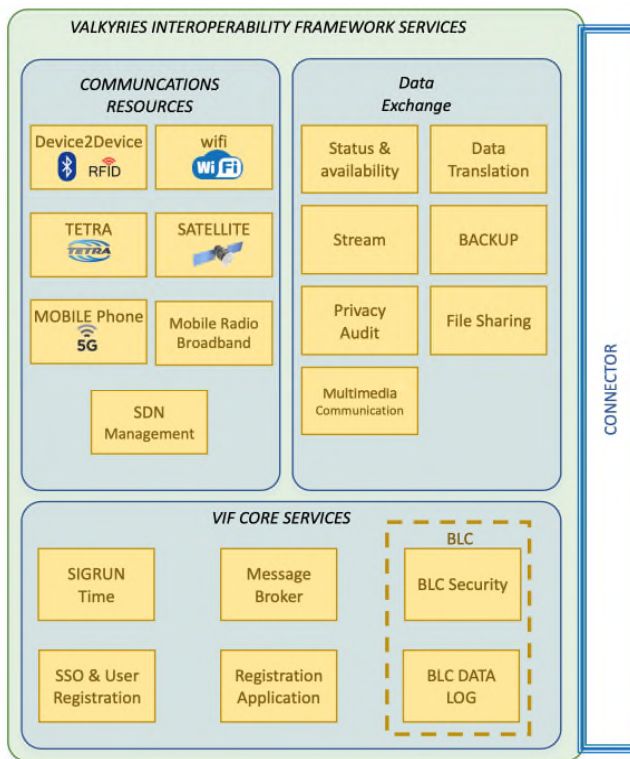 VALKYRIES INTEROPERABILITY FRAMEWORK SERVICES
COMMUNCATIONS
RESOURCES
Device2Device
RFID
wifi
Wi Fi
TETRA
TETRA
SATELLITE
MOBILE Phone
5G
Mobile Radio
Broadband
SDN
Management
Data
Exchange
Status &
availability
Data
Translation
Stream
BACKUP
Privacy
Audit
File Sharing
Multimedia
Communication
CONNECTOR
VIF CORE SERVICES
SIGRUN
Time
Message
Broker
BLC
BLC Security
SSO & User
Registration
Registration
Application
BLC DATA
LOG